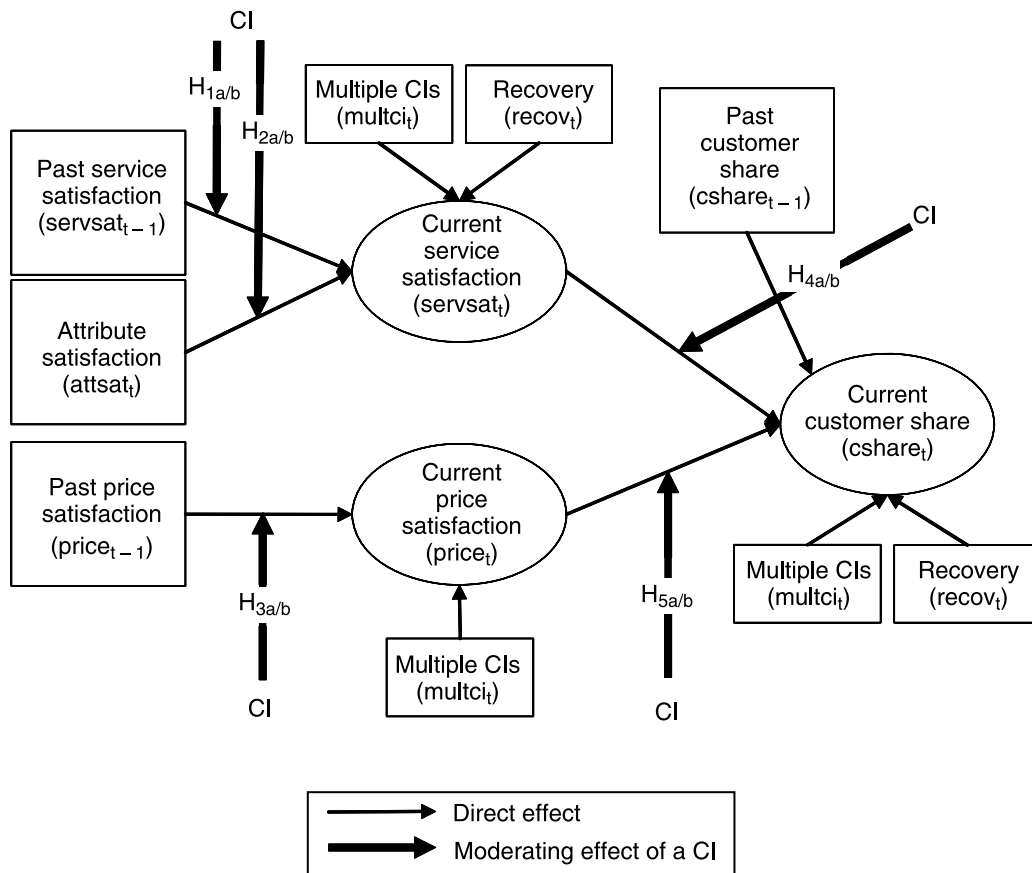 CI
H1a/b
H2a/b
Multiple CIs
(multciₜ)
Recovery
(recovₜ)
Past
customer
share
(cshareₜ₋₁)
CI
Past service
satisfaction
(servsatₜ₋₁)
Current
service
satisfaction
(servsatₜ)
H4a/b
Attribute
satisfaction
(attsatₜ)
Current
customer share
(cshareₜ)
Past price
satisfaction
(priceₜ₋₁)
Current
price
satisfaction
(priceₜ)
H3a/b
H5a/b
Multiple CIs
(multciₜ)
Recovery
(recovₜ)
Multiple CIs
(multciₜ)
CI
CI
Direct effect
Moderating effect of a CI